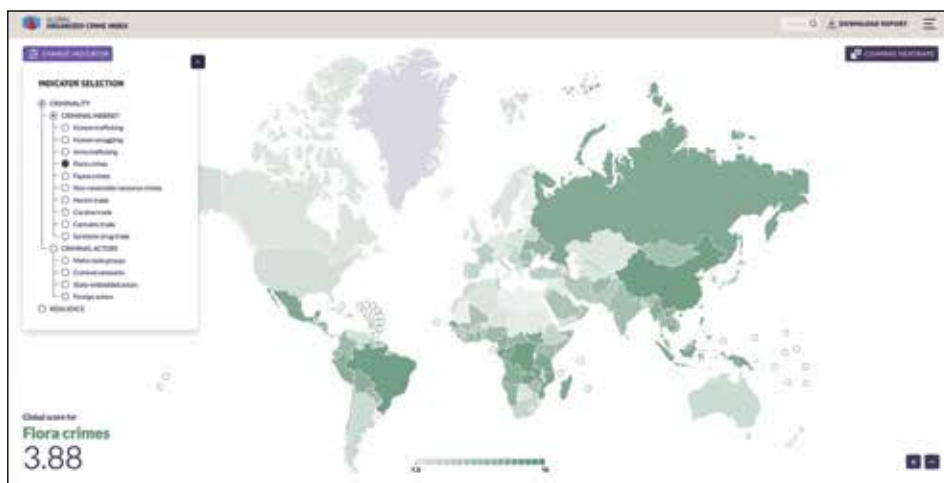 GLOBAL
ORGANIZED CRIME INDEX
DOWNLOAD REPORT
CHANGE INDICATOR
COMPARE HEATMAPS
INDICATOR SELECTION
CRIMINALITY
CRIMINAL MARKET
Human trafficking
Human smuggling
Arms trafficking
Flora crimes
Fauna crimes
Non-renewable resource crimes
Heroin trade
Cocaine trade
Cannabis trade
Synthetic drug trade
CRIMINAL ACTORS
Mafia-style groups
Criminal networks
State-embedded actors
Foreign actors
RESILIENCE
Global score for
Flora crimes
3.88
10